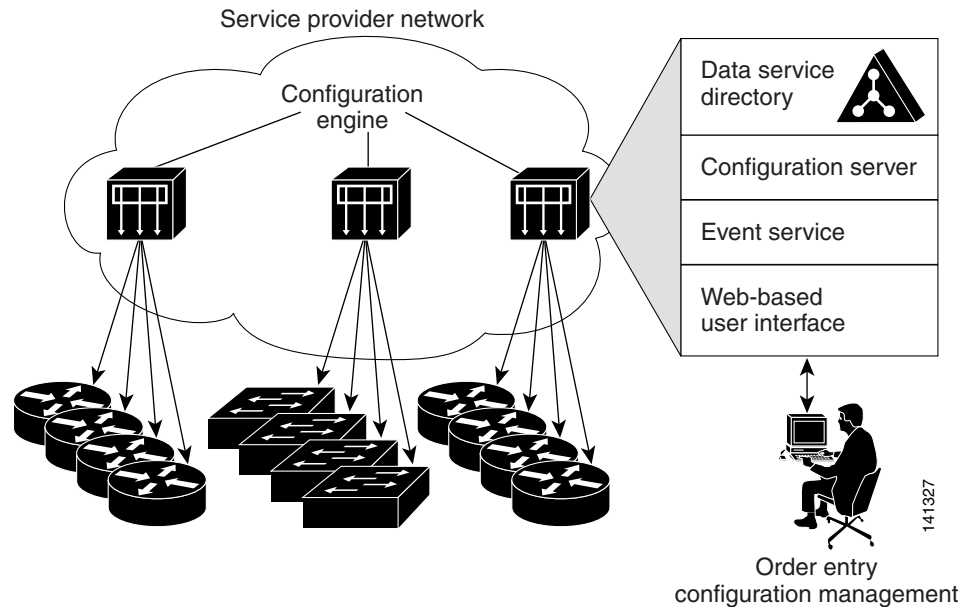 Service provider network
Configuration
engine
Data service
directory
Configuration server
Event service
Web-based
user interface
141327
Order entry
configuration management